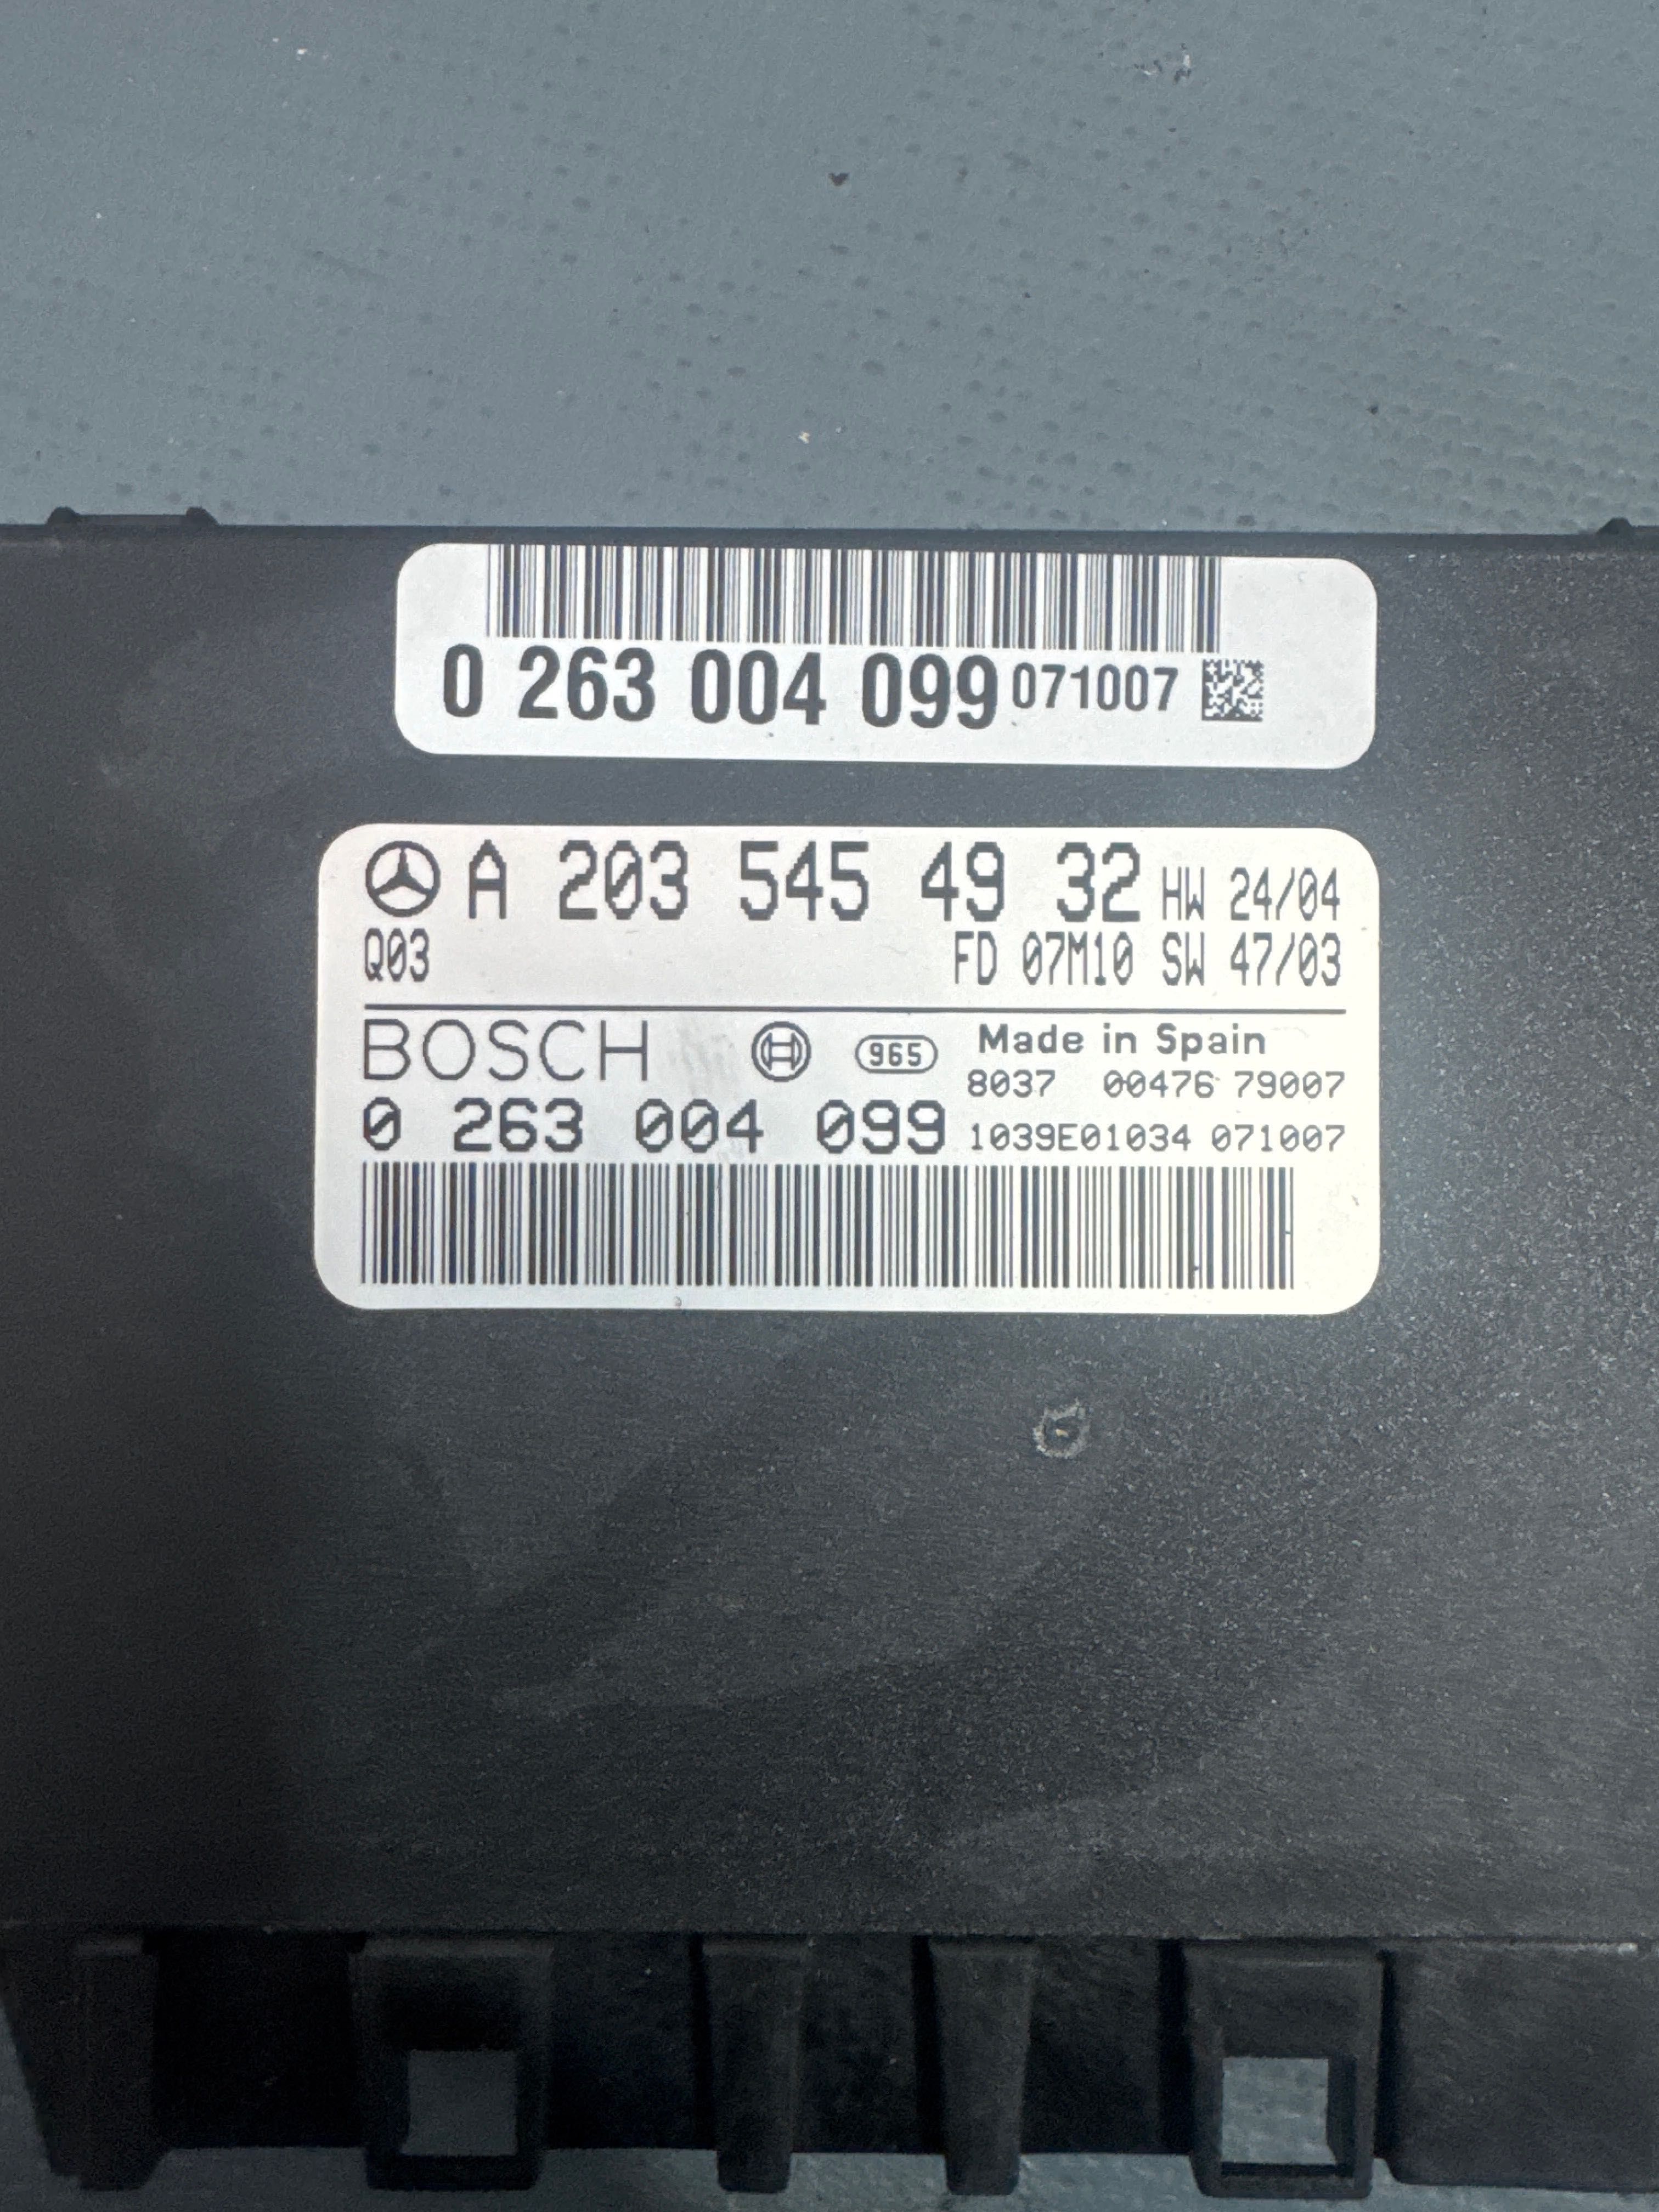 0 263 004 099 071007
A 203 545 49 32 HW 24/04
Q03 FD 07M10 SW 47/03
BOSCH 965 Made in Spain
8037 00476 79007
0 263 004 099 1039E01034 071007